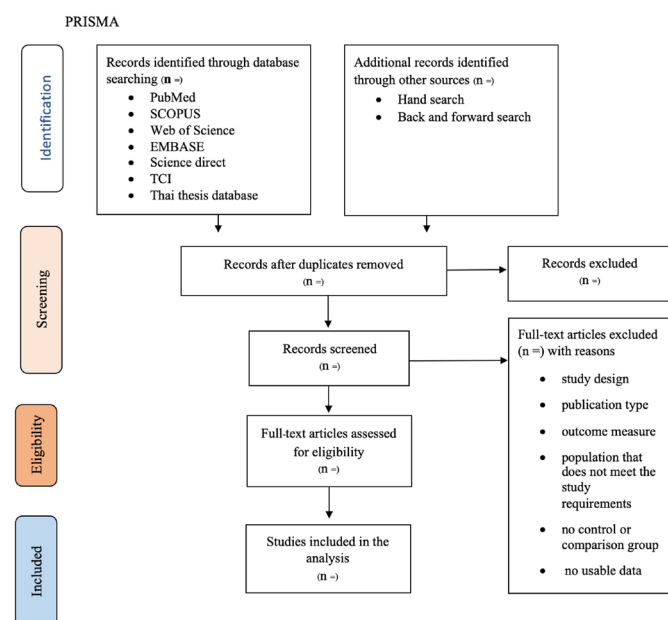 PRISMA
Identification
Records identified through database
searching (n =)
• PubMed
• SCOPUS
• Web of Science
• EMBASE
• Science direct
• TCI
• Thai thesis database
Additional records identified
through other sources (n =)
• Hand search
• Back and forward search
Screening
Records after duplicates removed
(n =)
Records excluded
(n =)
Records screened
(n =)
Full-text articles excluded
(n =) with reasons
• study design
• publication type
• outcome measure
• population that
does not meet the
study
requirements
• no control or
comparison group
• no usable data
Eligibility
Full-text articles assessed
for eligibility
(n =)
Included
Studies included in the
analysis
(n =)